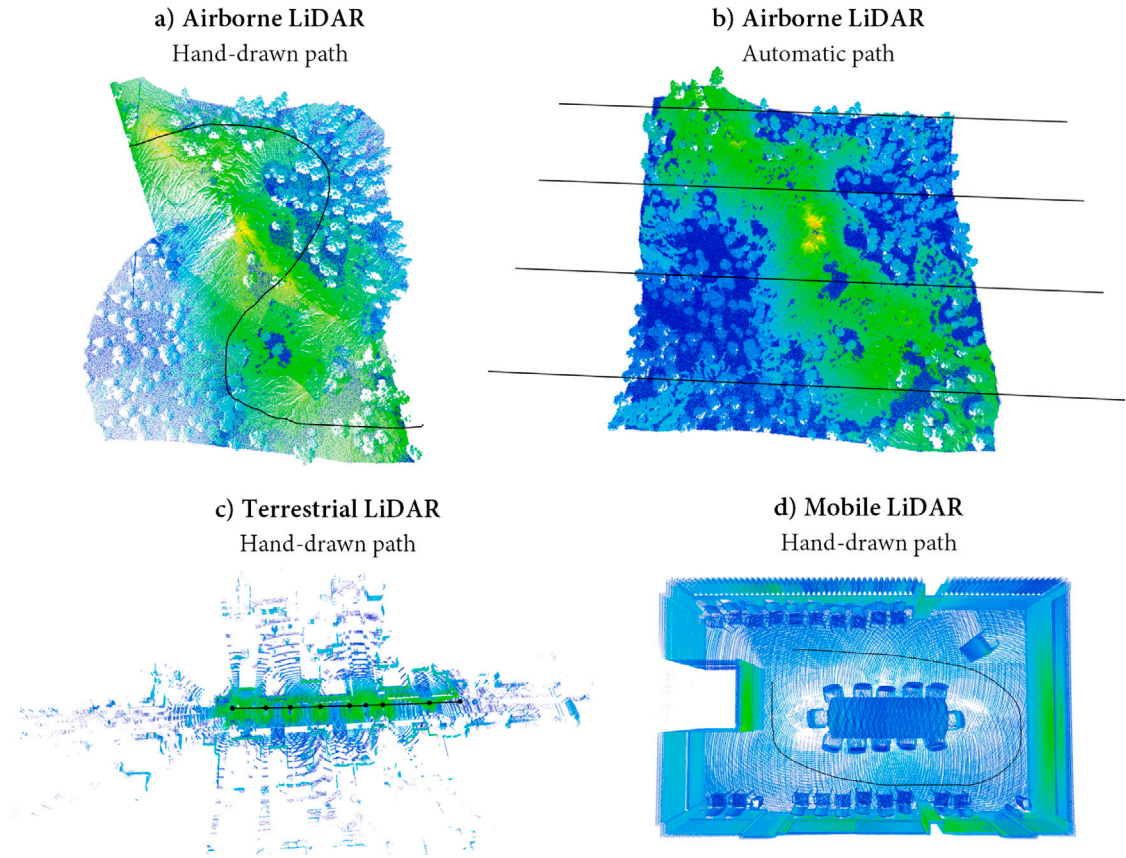 a) Airborne LiDAR
Hand-drawn path
b) Airborne LiDAR
Automatic path
c) Terrestrial LiDAR
Hand-drawn path
d) Mobile LiDAR
Hand-drawn path